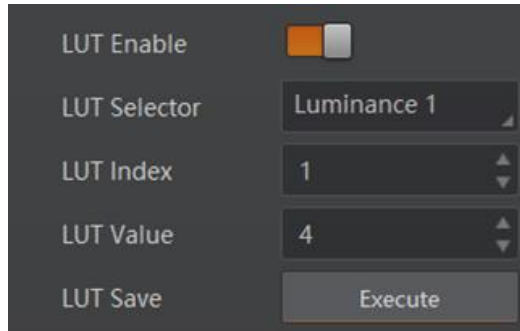 LUT Enable
LUT Selector Luminance 1
LUT Index 1
LUT Value 4
LUT Save Execute